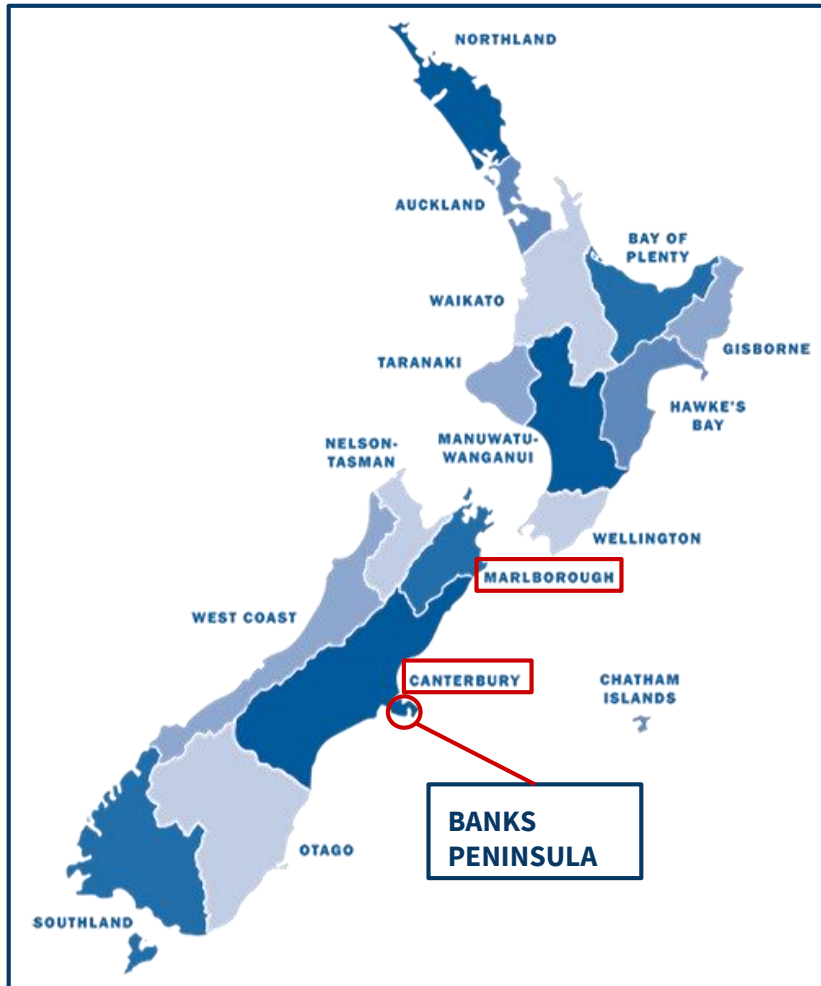 NORTHLAND
AUCKLAND
BAY OF
PLENTY
WAIKATO
GISBORNE
TARANAKI
HAWKE'S
BAY
NELSON-
TASMAN
MANUWATU-
WANGANUI
WELLINGTON
MARLBOROUGH
WEST COAST
CANTERBURY
CHATHAM
ISLANDS
BANKS
PENINSULA
OTAGO
SOUTHLAND